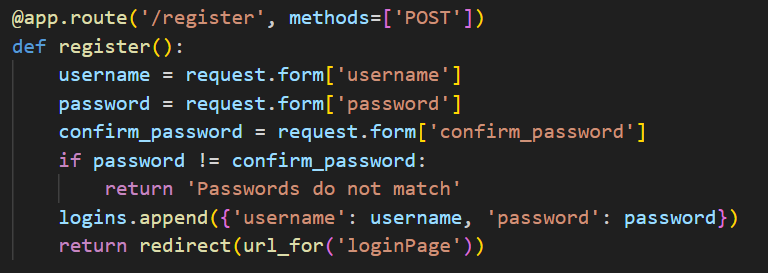 @app.route('/register', methods=['POST'])
def register():
    username = request.form['username']
    password = request.form['password']
    confirm_password = request.form['confirm_password']
    if password != confirm_password:
        return 'Passwords do not match'
    logins.append({'username': username, 'password': password})
    return redirect(url_for('loginPage'))